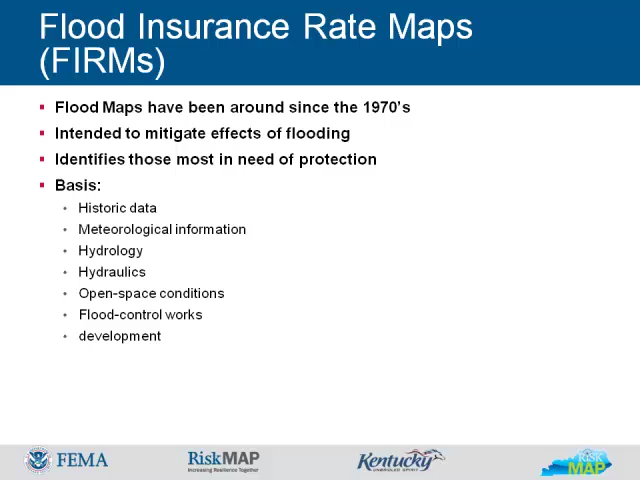 Flood Insurance Rate Maps
(FIRMs)
Flood Maps have been around since the 1970's
Intended to mitigate effects of flooding
Identifies those most in need of protection
Basis:
Historic data
Meteorological information
Hydrology
Hydraulics
Open-space conditions
Flood-control works
development
FEMA
RiskMAP
Increasing Resilience Together
Kentucky
UNBRIDLED SPIRIT
RISK
MAP